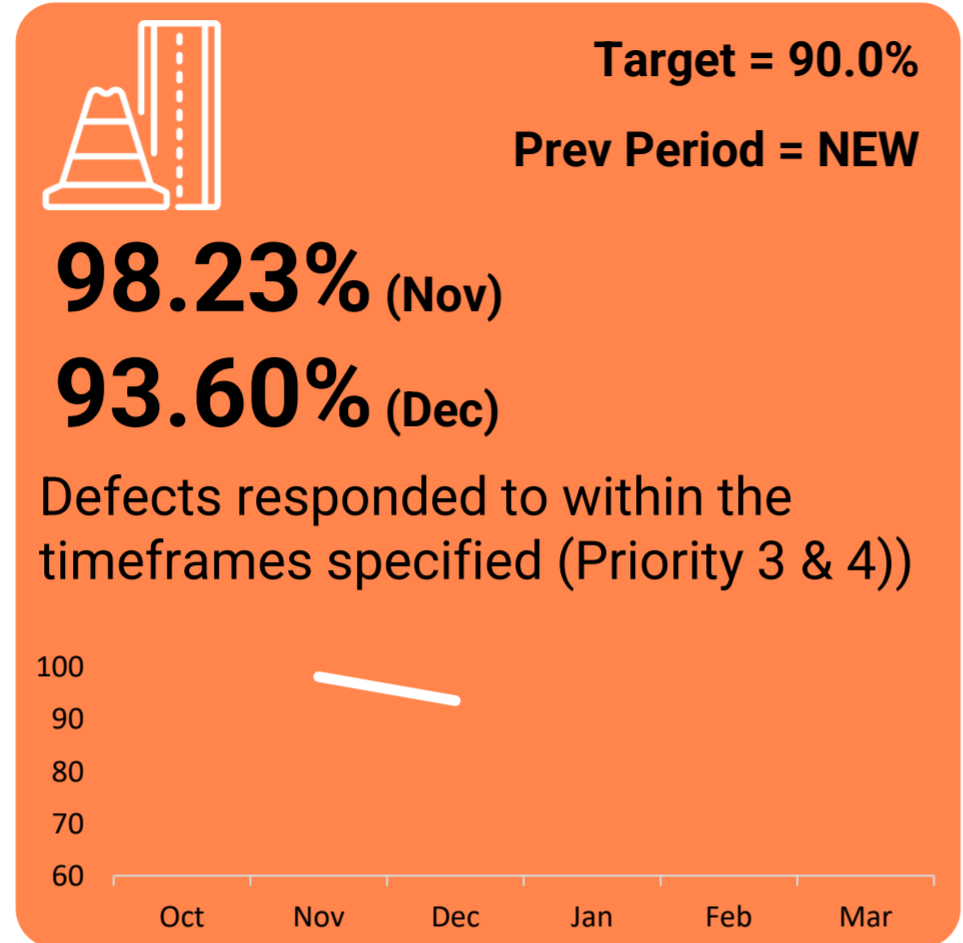 Target = 90.0%
Prev Period = NEW
98.23% (Nov)
93.60% (Dec)
Defects responded to within the
timeframes specified (Priority 3 & 4))
100
90
80
70
60
Oct Nov Dec Jan Feb Mar